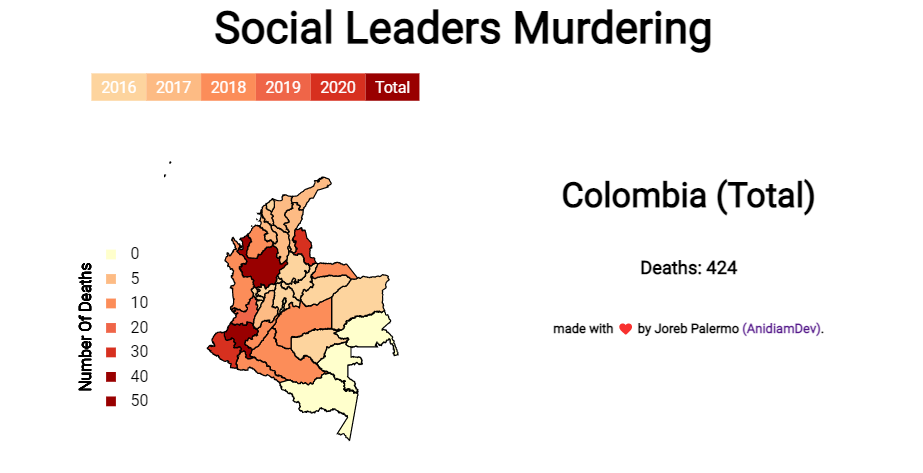 Social Leaders Murdering
2016 2017 2018 2019 2020 Total
Colombia (Total)
Deaths: 424
made with ❤ by Joreb Palermo (AnidiamDev).
Number Of Deaths
0
5
10
20
30
40
50